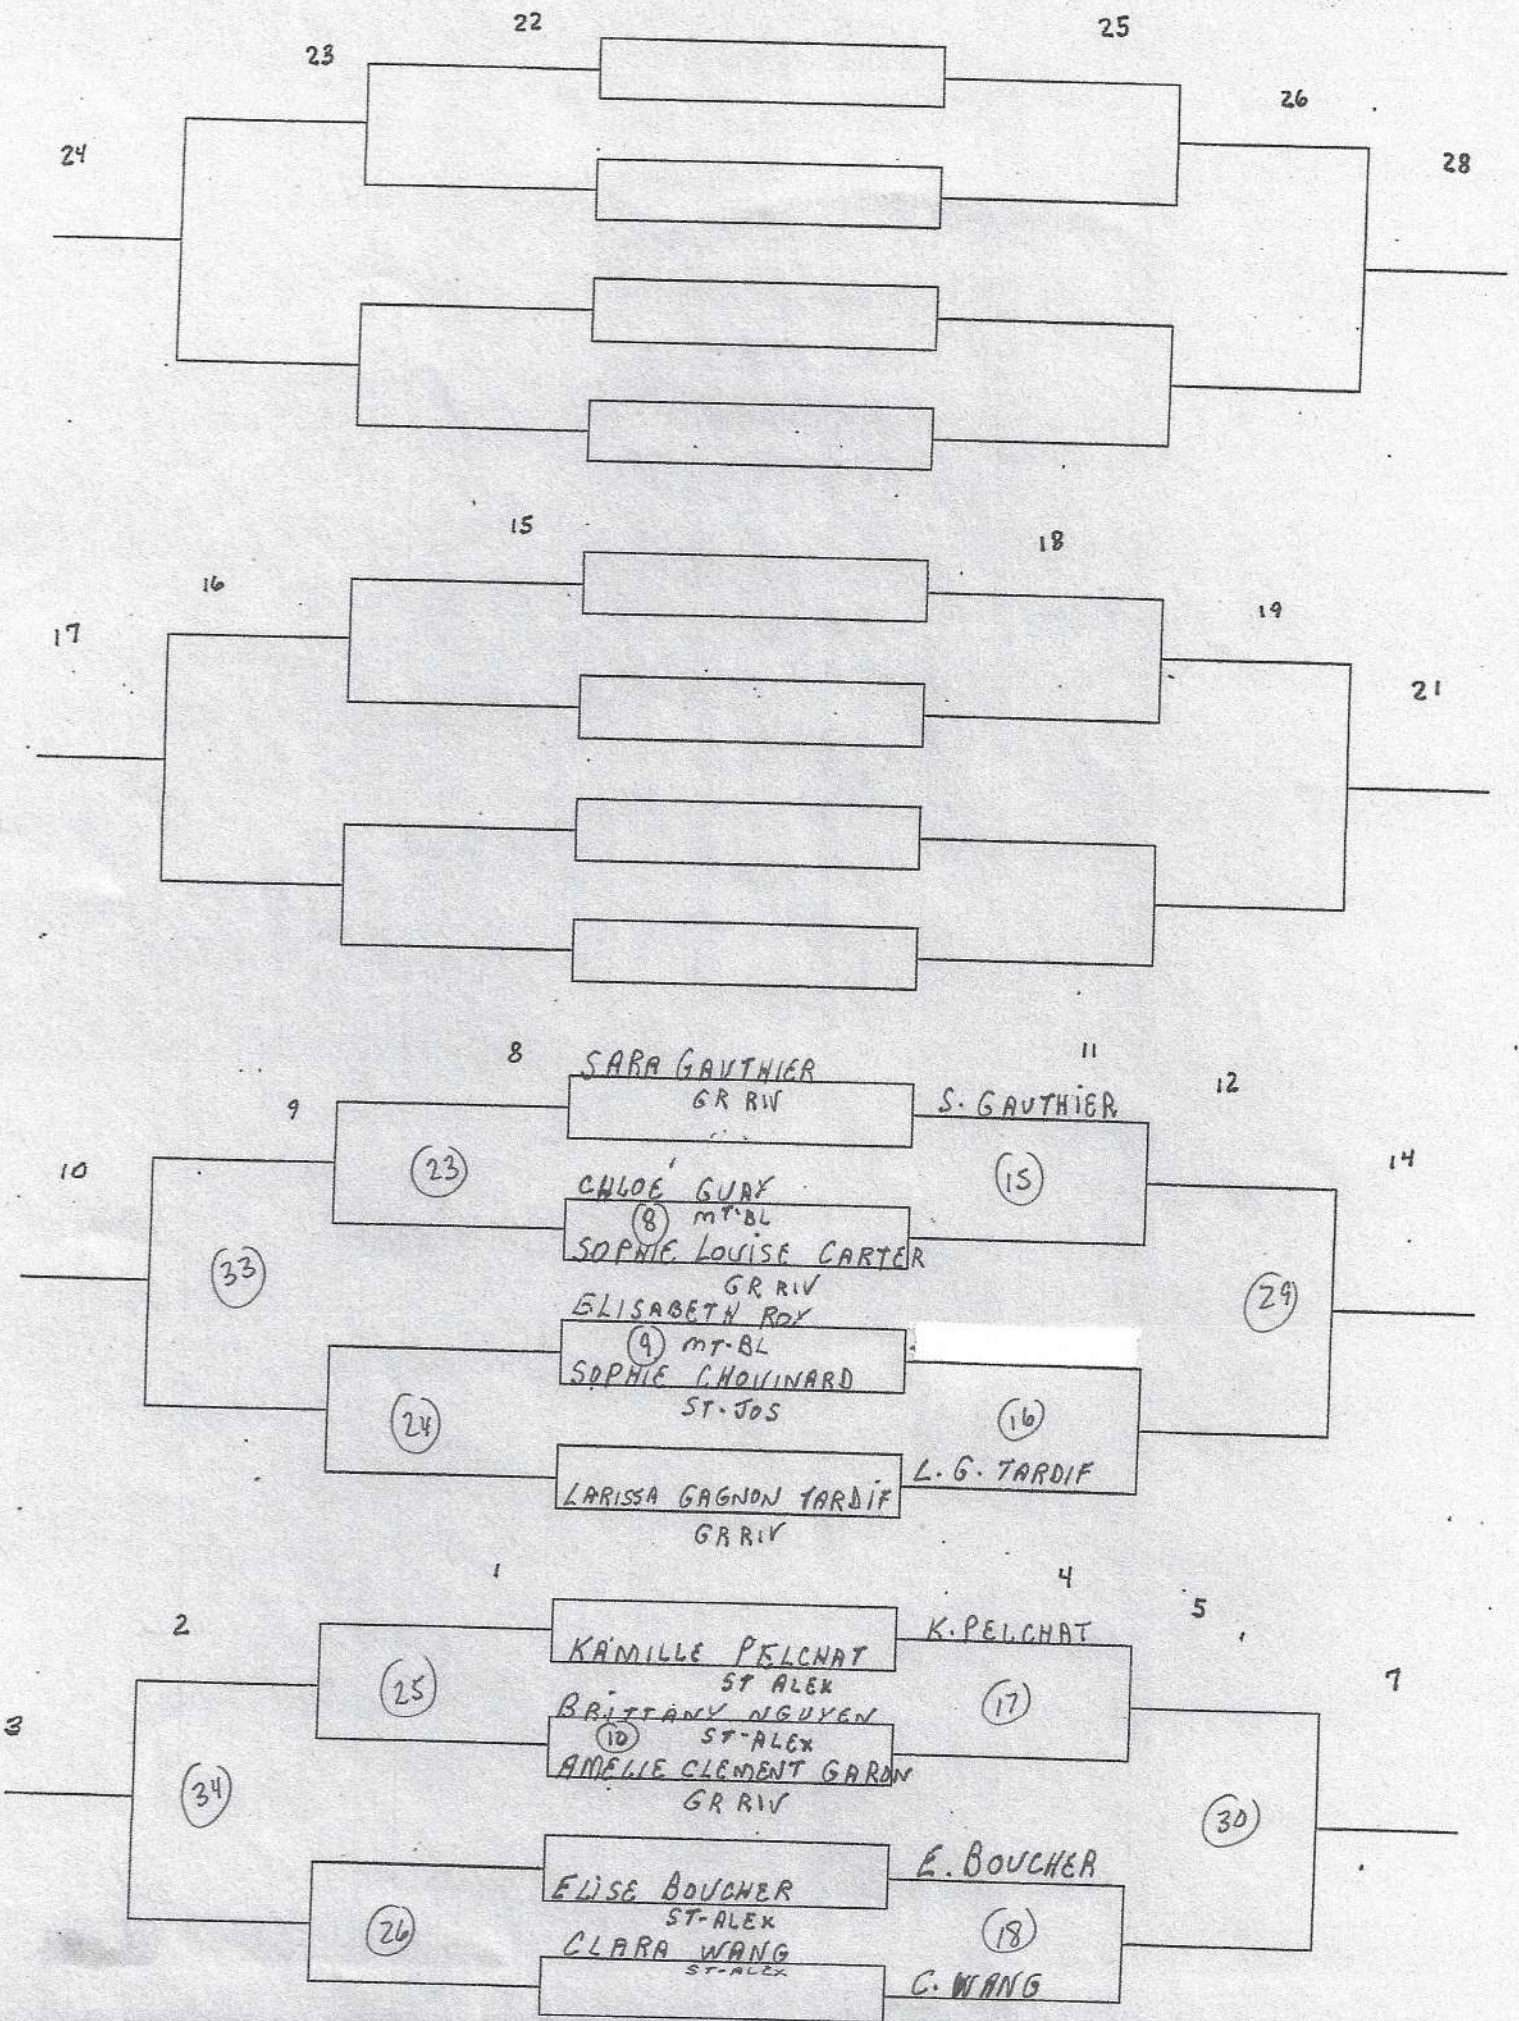 22
25
23
26
24
28
15
18
16
19
17
21
8
SARA GAUTHIER
11
GR RIV
S. GAUTHIER
12
9
23
15
10
14
CHLOÉ GUAY
8 MT-BL
SOPHIE LOUISE CARTER
GR RIV
33
29
ELISABETH ROY
9 MT-BL
SOPHIE CHOUINARD
ST-JOS
24
16
LARISSA GAGNON TARDIF
L. G. TARDIF
GR RIV
1
4
2
5
KAMILLE PELCHAT
K. PELCHAT
ST ALEX
25
17
3
7
BRITTANY NGUYEN
10 ST-ALEX
AMELIE CLEMENT GARON
GR RIV
34
30
ELISE BOUCHER
E. BOUCHER
ST-ALEX
26
18
CLARA WANG
ST-ALEX
C. WANG